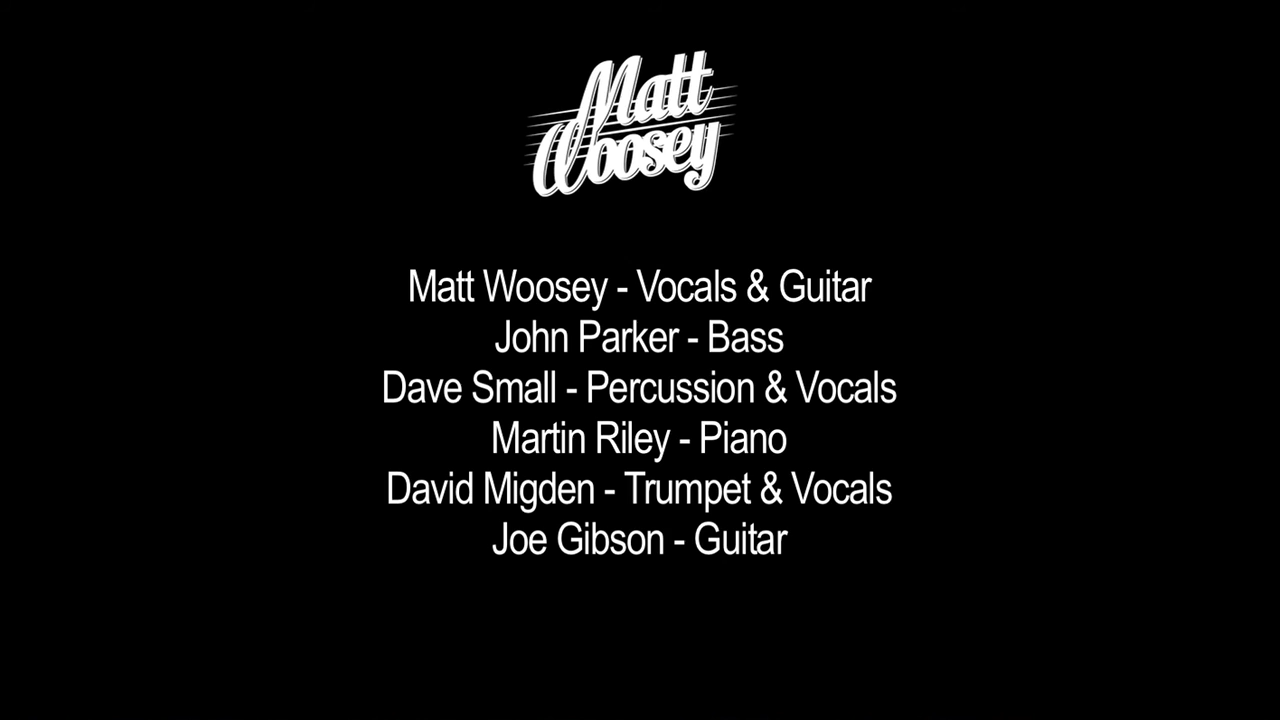 Matt
Woosey
Matt Woosey - Vocals & Guitar
John Parker - Bass
Dave Small - Percussion & Vocals
Martin Riley - Piano
David Migden - Trumpet & Vocals
Joe Gibson - Guitar